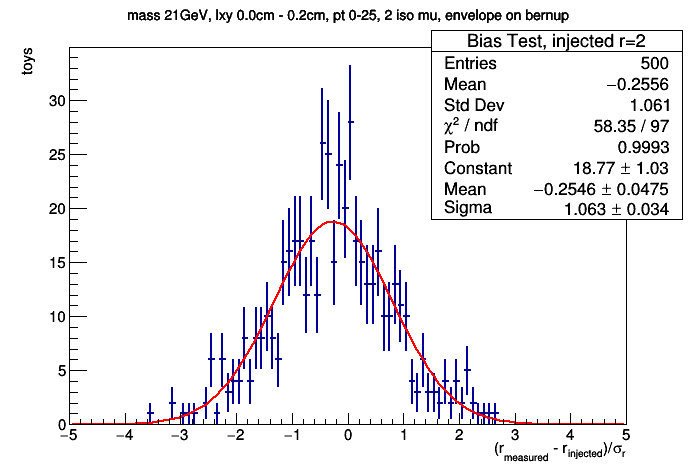 mass 21GeV, lxy 0.0cm - 0.2cm, pt 0-25, 2 iso mu, envelope on bernup
Bias Test, injected r=2
Entries 500
Mean −0.2556
Std Dev 1.061
χ² / ndf 58.35 / 97
Prob 0.9993
Constant 18.77 ± 1.03
Mean −0.2546 ± 0.0475
Sigma 1.063 ± 0.034
toys
30
25
20
15
10
5
0
−5 −4 −3 −2 −1 0 1 2 3 4 5
(r_measured - r_injected)/σ_r